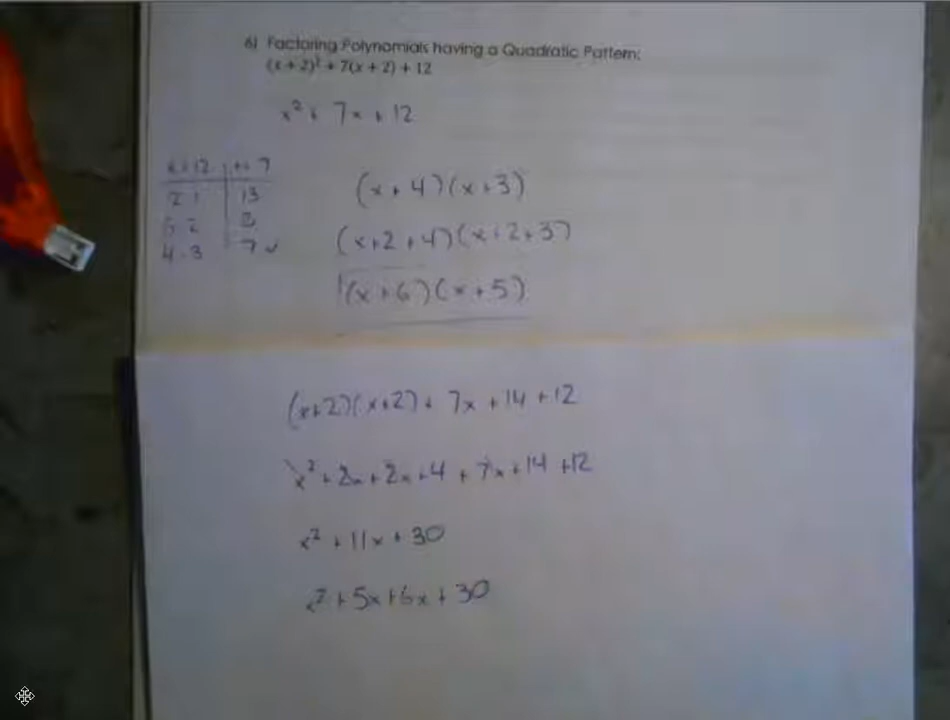 6) Factoring Polynomials having a Quadratic Pattern:
(x + 2)² + 7(x + 2) + 12
x² + 7x + 12
x=12 += 7
12 1 13
6 2 8
4 . 3 7 ✓
(x + 4)(x+3)
(x+2 +4)(x+2+3)
(x+6)(x+5)
(x+2)(x+2) + 7x +14 +12
x² + 2x + 2x +4 + 7x +14 +12
x² + 11x + 30
x² + 5x+6x + 30